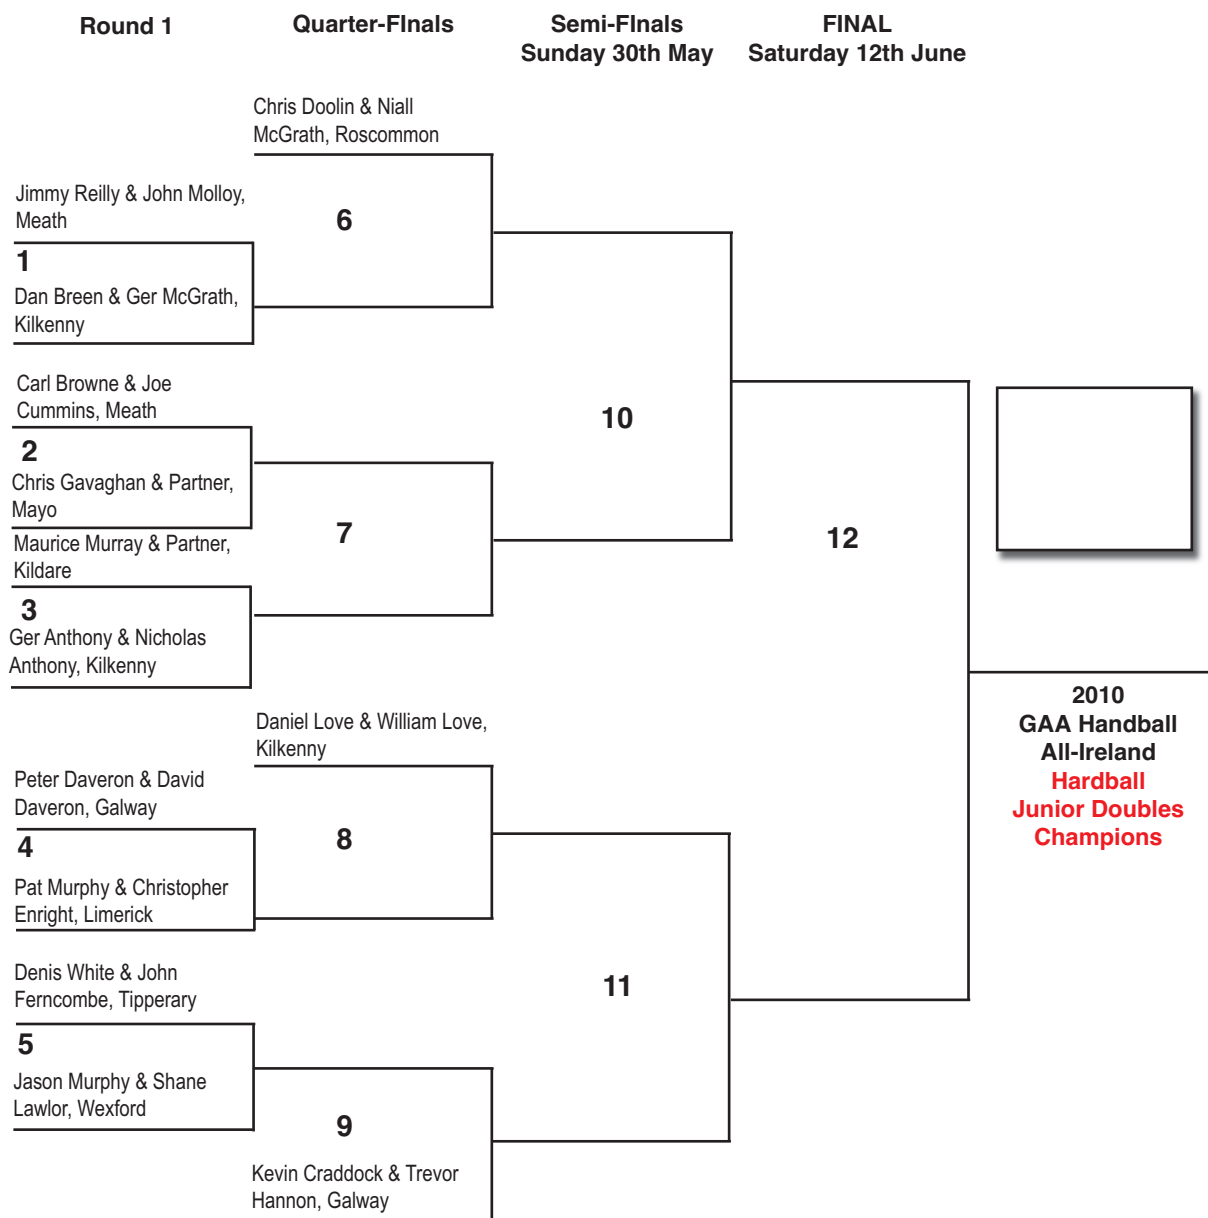 Round 1
Quarter-FInals
Semi-FInals
Sunday 30th May
FINAL
Saturday 12th June
Chris Doolin & Niall
McGrath, Roscommon
Jimmy Reilly & John Molloy,
Meath
6
1
Dan Breen & Ger McGrath,
Kilkenny
Carl Browne & Joe
Cummins, Meath
10
2
Chris Gavaghan & Partner,
Mayo
7
12
Maurice Murray & Partner,
Kildare
3
Ger Anthony & Nicholas
Anthony, Kilkenny
2010
GAA Handball
All-Ireland
Hardball
Junior Doubles
Champions
Daniel Love & William Love,
Kilkenny
Peter Daveron & David
Daveron, Galway
8
4
Pat Murphy & Christopher
Enright, Limerick
Denis White & John
Ferncombe, Tipperary
11
5
Jason Murphy & Shane
Lawlor, Wexford
9
Kevin Craddock & Trevor
Hannon, Galway